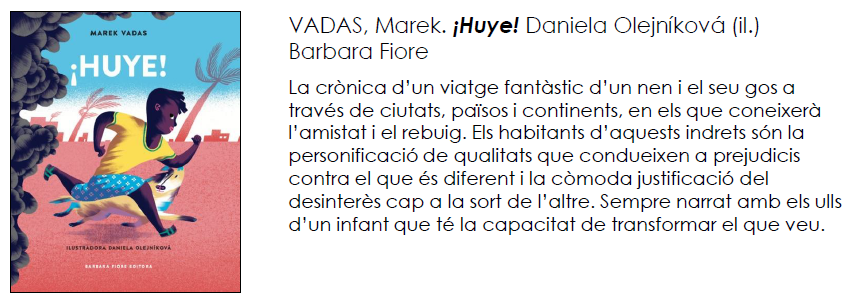 MAREK VADAS
¡HUYE!
ILUSTRADORA DANIELA OLEJNÍKOVÁ
BARBARA FIORE EDITORA
VADAS, Marek. ¡Huye! Daniela Olejníková (il.)
Barbara Fiore
La crònica d’un viatge fantàstic d’un nen i el seu gos a
través de ciutats, països i continents, en els que coneixerà
l’amistat i el rebuig. Els habitants d’aquests indrets són la
personificació de qualitats que condueixen a prejudicis
contra el que és diferent i la còmoda justificació del
desinterès cap a la sort de l’altre. Sempre narrat amb els ulls
d’un infant que té la capacitat de transformar el que veu.